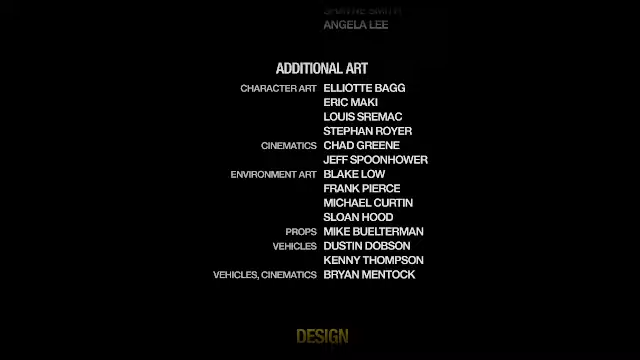 SHAYNE SMITH
ANGELA LEE
ADDITIONAL ART
CHARACTER ART ELLIOTTE BAGG
ERIC MAKI
LOUIS SREMAC
STEPHAN ROYER
CINEMATICS CHAD GREENE
JEFF SPOONHOWER
ENVIRONMENT ART BLAKE LOW
FRANK PIERCE
MICHAEL CURTIN
SLOAN HOOD
PROPS MIKE BUELTERMAN
VEHICLES DUSTIN DOBSON
KENNY THOMPSON
VEHICLES, CINEMATICS BRYAN MENTOCK
DESIGN